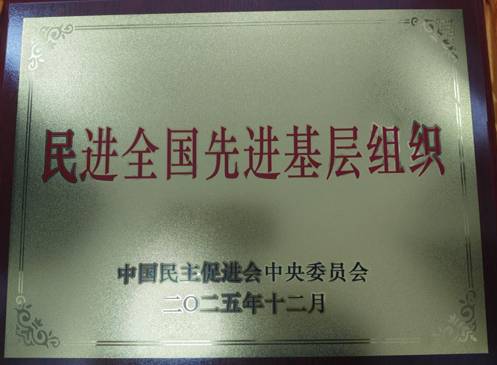 民进全国先进基层组织
中国民主促进会中央委员会
二〇二五年十二月